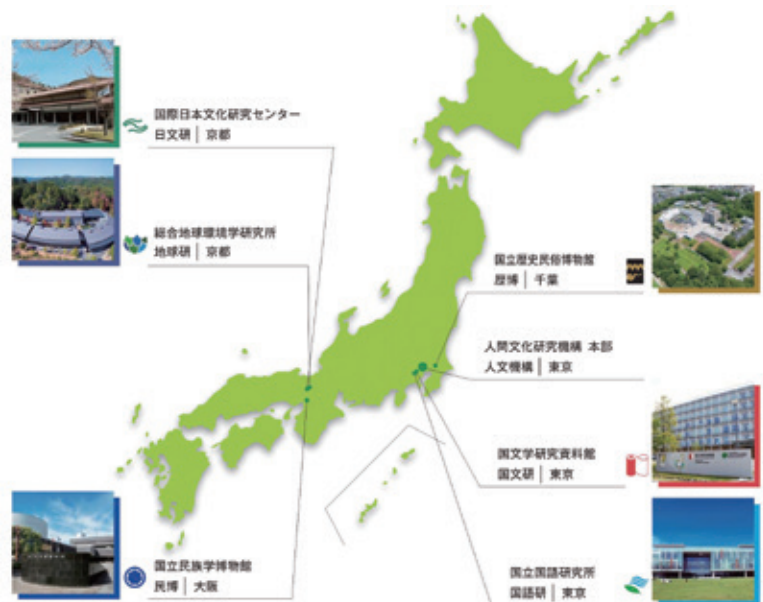 国際日本文化研究センター
日文研 | 京都
総合地球環境学研究所
地球研 | 京都
国立歴史民俗博物館
歴博 | 千葉
人間文化研究機構 本部
人文機構 | 東京
国文学研究資料館
国文研 | 東京
国立民族学博物館
民博 | 大阪
国立国語研究所
国語研 | 東京